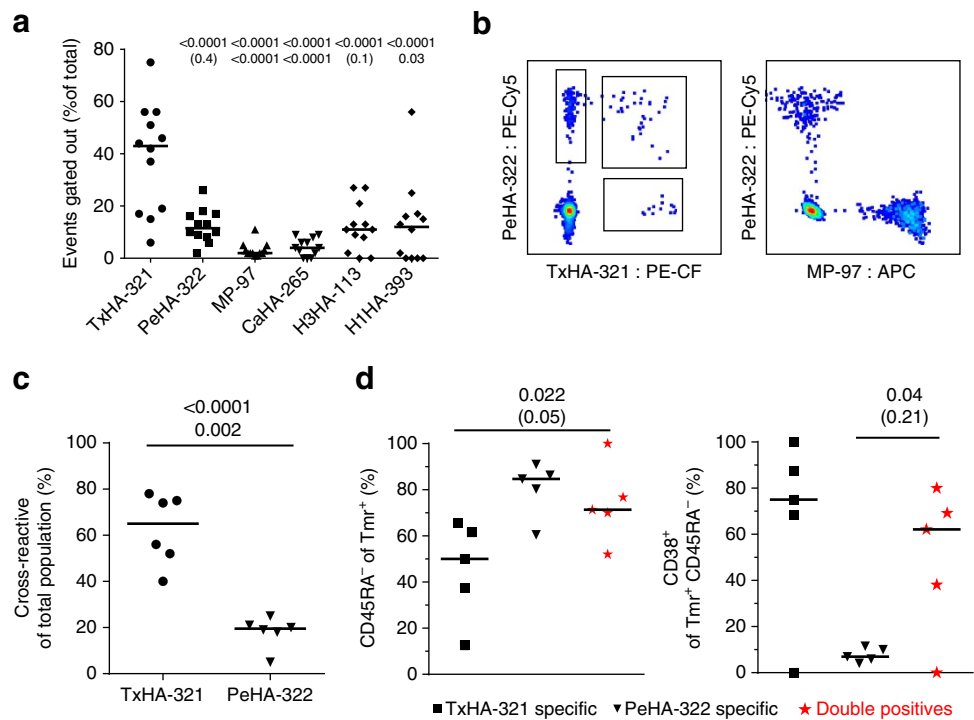 a
<0.0001 <0.0001 <0.0001 <0.0001 <0.0001
(0.4) <0.0001 <0.0001 (0.1) 0.03
Events gated out (%of total)
80
60
40
20
0
TxHA-321
PeHA-322
MP-97
CaHA-265
H3HA-113
H1HA-393
b
PeHA-322 : PE-Cy5
TxHA-321 : PE-CF
PeHA-322 : PE-Cy5
MP-97 : APC
c
<0.0001
0.002
Cross-reactive
of total population (%)
100
80
60
40
20
0
TxHA-321 PeHA-322
d
0.022
(0.05)
CD45RA⁻ of Tmr⁺ (%)
100
80
60
40
20
0
0.04
(0.21)
CD38⁺
of Tmr⁺ CD45RA⁻ (%)
100
80
60
40
20
0
■ TxHA-321 specific ▼ PeHA-322 specific ★ Double positives